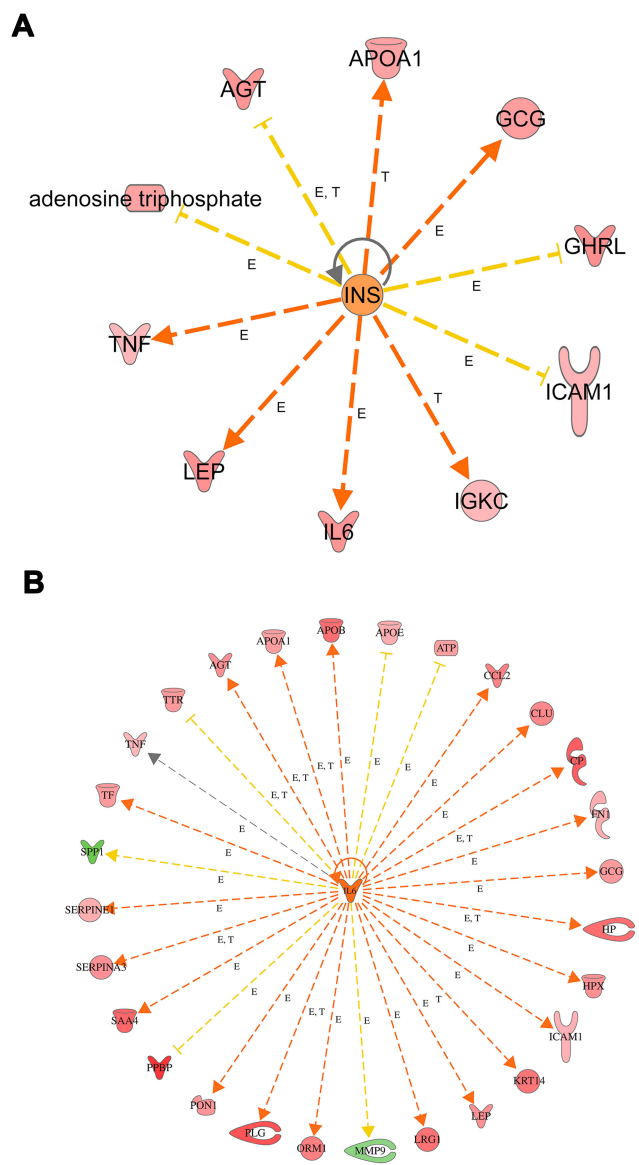 A
APOA1
AGT
GCG
E, T
T
adenosine triphosphate
E
E
GHRL
INS
E
TNF
E
E
ICAM1
E
E
T
LEP
IGKC
IL6
B
APOB
APOE
APOA1
ATP
AGT
CCL2
TTR
CLU
TNF
E, T
E
E
CP
E, T
E
E
TF
E, T
E
FN1
E
E, T
SPP1
E
E
GCG
IL6
E
E
SERPINE1
E, T
HP
E, T
E
SERPINA3
E
E
HPX
E
E
SAA4
E
E
E
T
ICAM1
E, T
E
E
E
PPBP
KRT14
PON1
LEP
PLG
ORM1
MMP9
LRG1